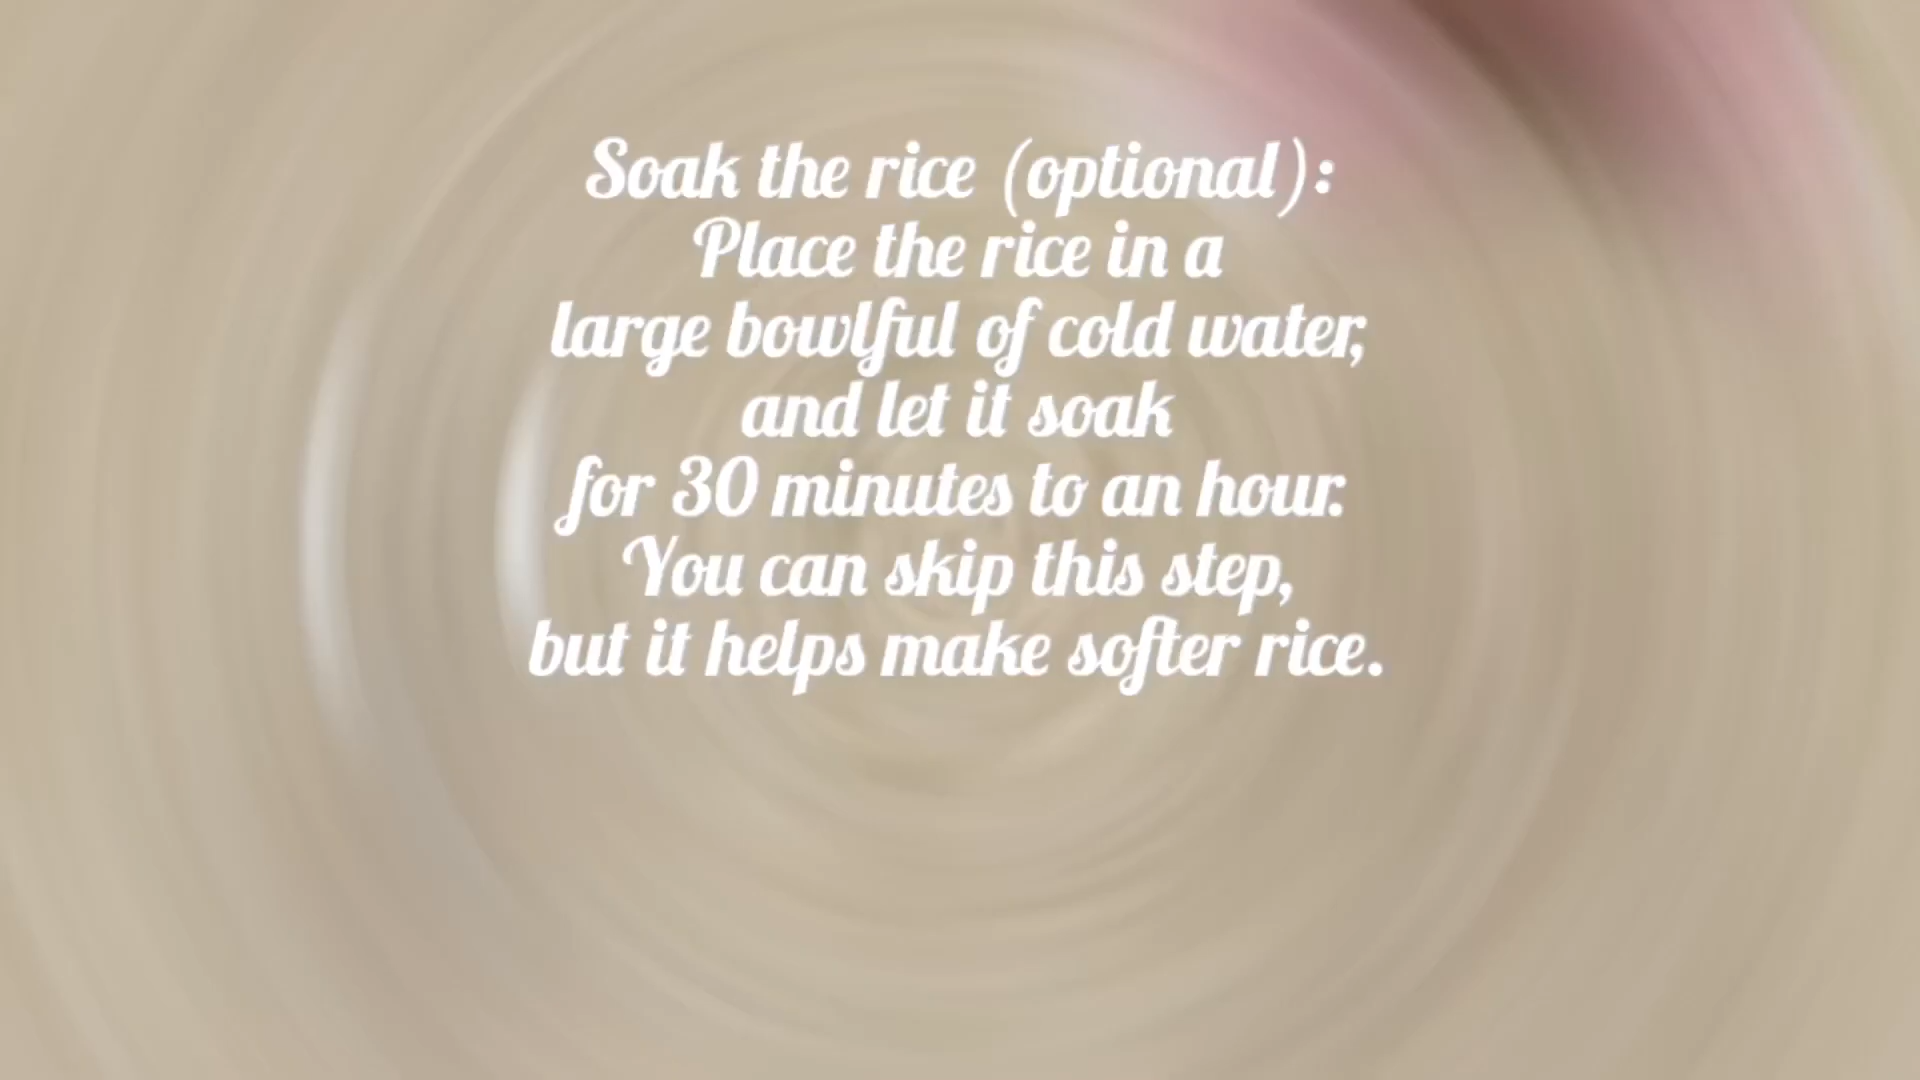 Soak the rice (optional):
Place the rice in a
large bowlful of cold water,
and let it soak
for 30 minutes to an hour.
You can skip this step,
but it helps make softer rice.